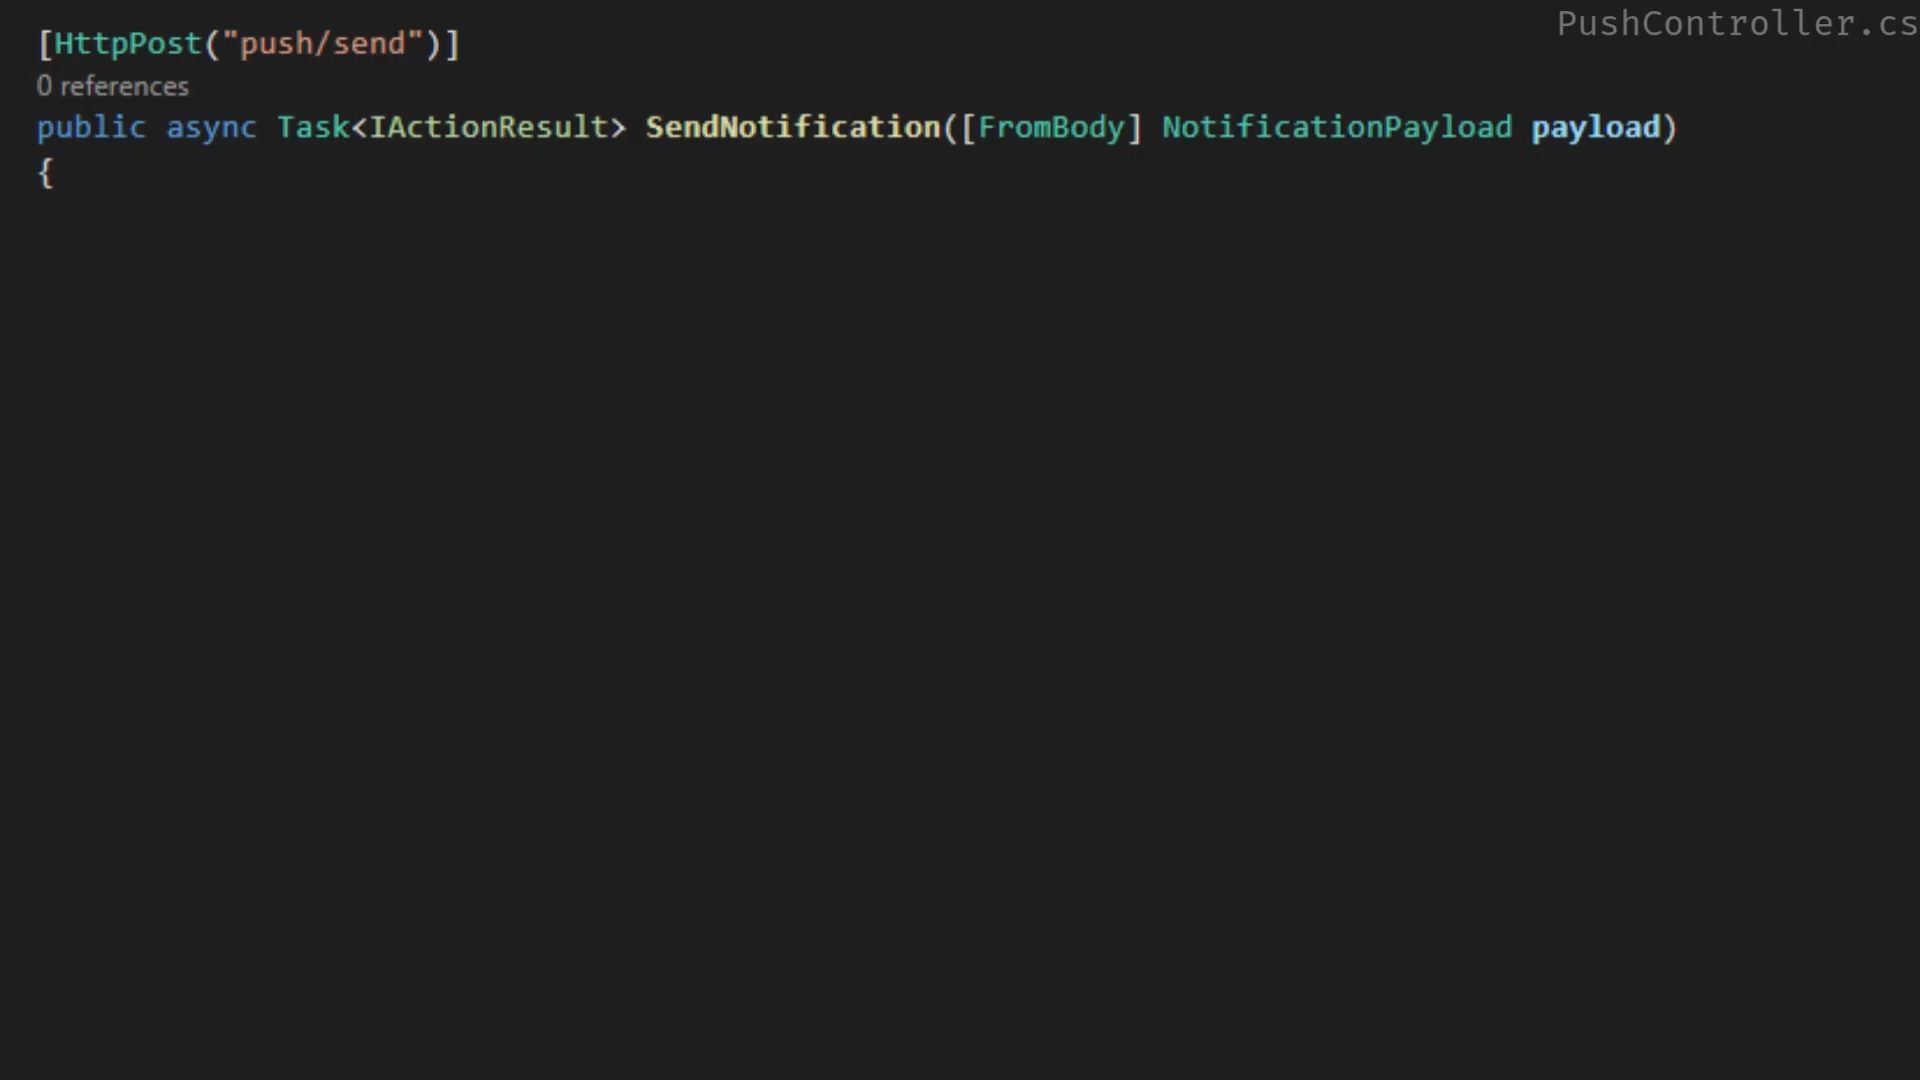 PushController.cs
[HttpPost("push/send")]
0 references
public async Task<IActionResult> SendNotification([FromBody] NotificationPayload payload)
{